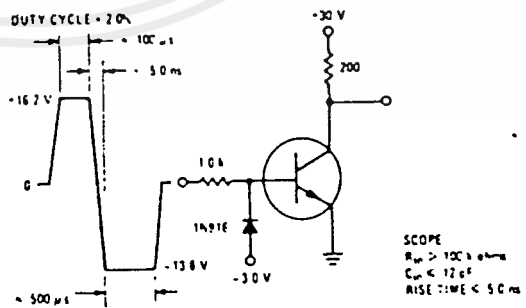 DUTY CYCLE = 2.0%
≈ 100 µs
< 5.0 ns
+16.2 V
0
-13.8 V
≈ 500 µs
1.0 k
1N916
-3.0 V
-30 V
200
SCOPE
Rin > 100 k ohms
Cin < 12 pF
RISE TIME < 5.0 ns